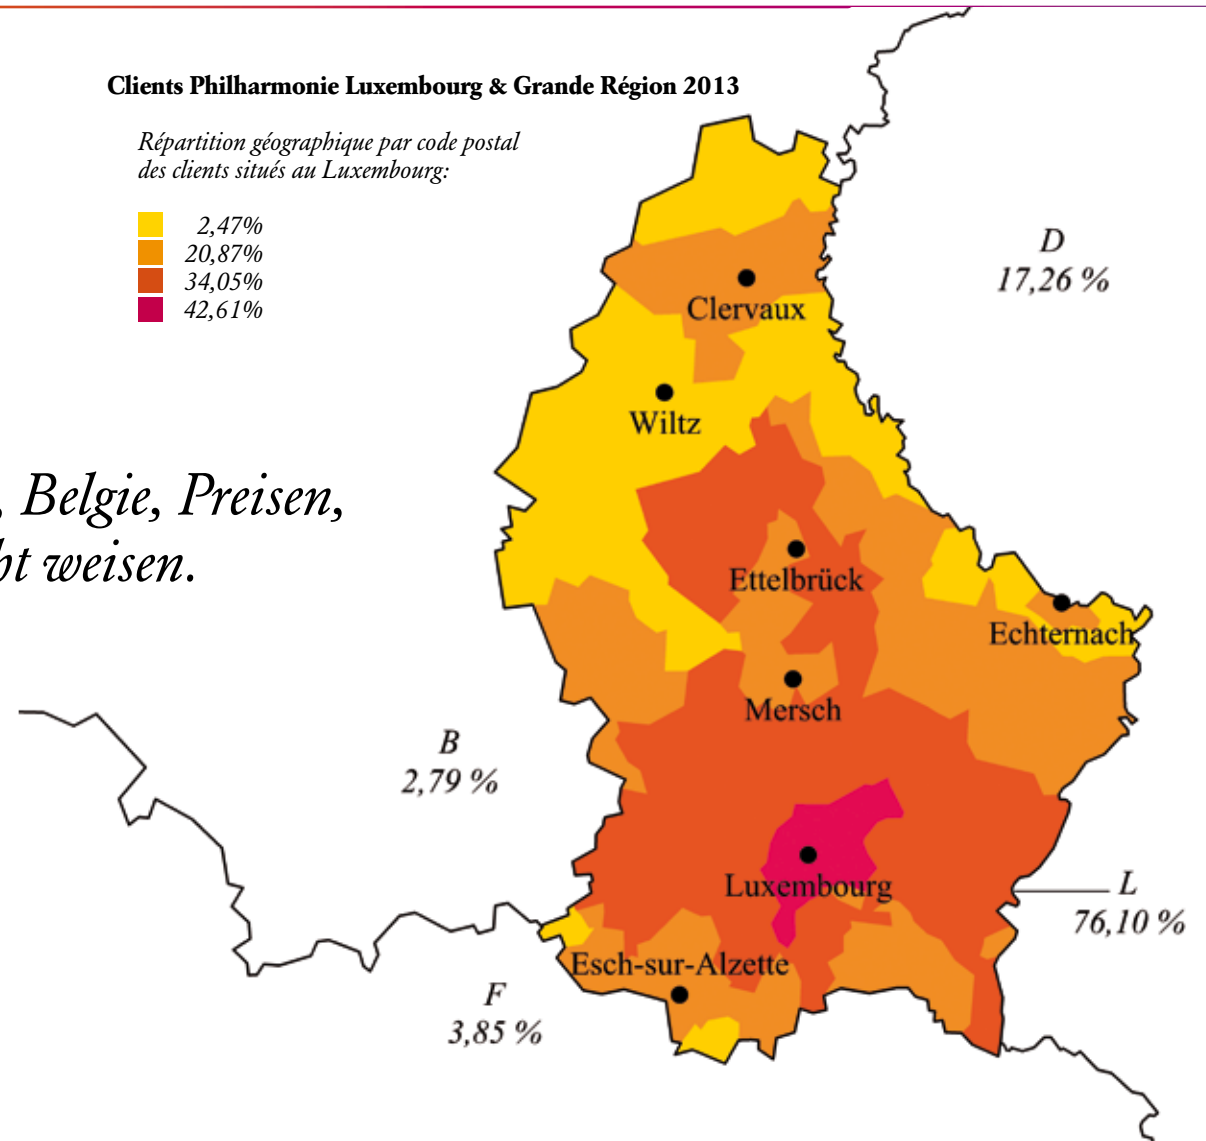 Clients Philharmonie Luxembourg & Grande Région 2013
Répartition géographique par code postal
des clients situés au Luxembourg:
2,47%
20,87%
34,05%
42,61%
D
17,26 %
Clervaux
Wiltz
, Belgie, Preisen,
weisen.
Ettelbrück
Echternach
Mersch
B
2,79 %
Luxembourg
L
76,10 %
Esch-sur-Alzette
F
3,85 %